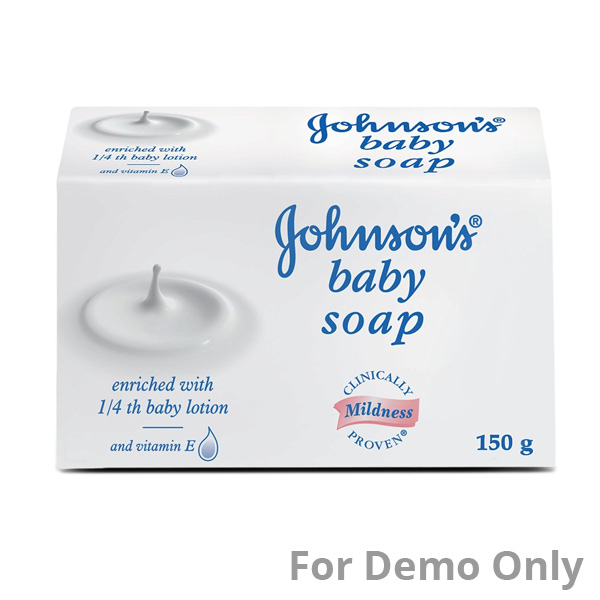 Johnson's®
baby
soap
enriched with
1/4 th baby lotion
and vitamin E
Johnson's®
baby
soap
enriched with
1/4 th baby lotion
and vitamin E
CLINICALLY
Mildness
PROVEN®
150 g
For Demo Only